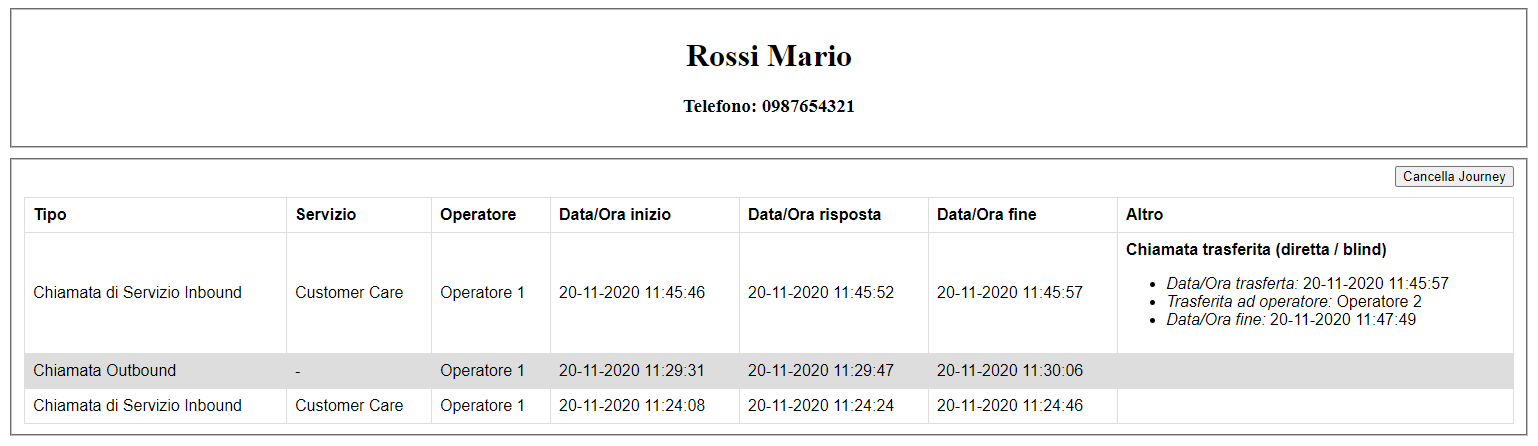 Rossi Mario
Telefono: 0987654321
Cancella Journey
Tipo Servizio Operatore Data/Ora inizio Data/Ora risposta Data/Ora fine Altro
Chiamata di Servizio Inbound Customer Care Operatore 1 20-11-2020 11:45:46 20-11-2020 11:45:52 20-11-2020 11:45:57 Chiamata trasferita (diretta / blind)
Data/Ora trasferta: 20-11-2020 11:45:57
Trasferita ad operatore: Operatore 2
Data/Ora fine: 20-11-2020 11:47:49
Chiamata Outbound - Operatore 1 20-11-2020 11:29:31 20-11-2020 11:29:47 20-11-2020 11:30:06
Chiamata di Servizio Inbound Customer Care Operatore 1 20-11-2020 11:24:08 20-11-2020 11:24:24 20-11-2020 11:24:46